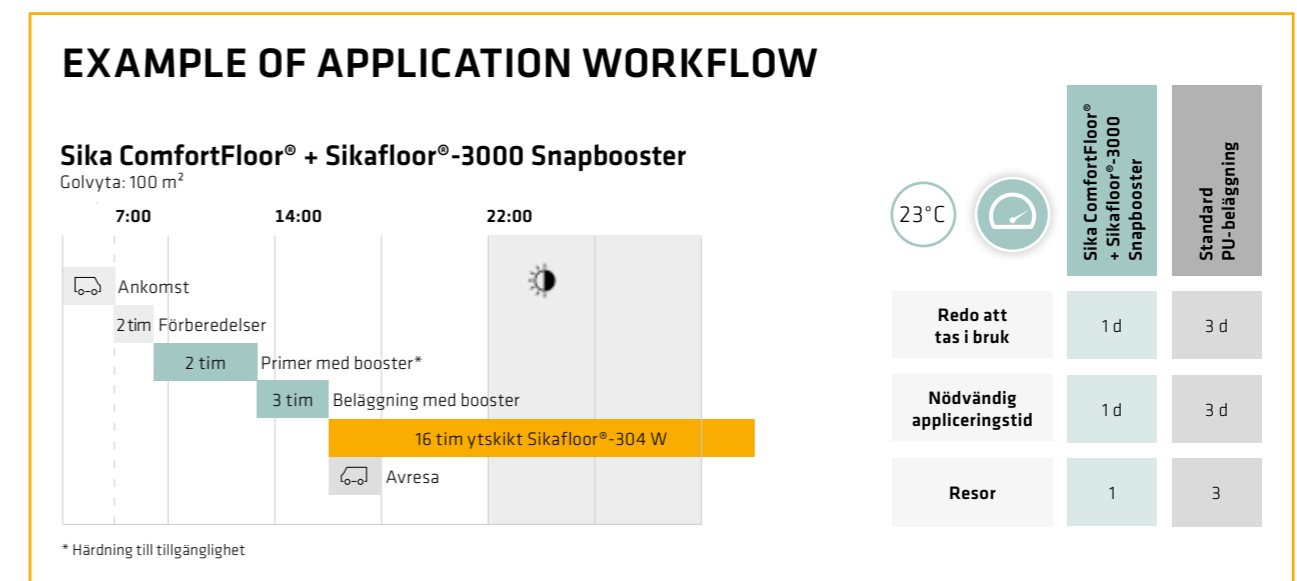 EXAMPLE OF APPLICATION WORKFLOW
Sika ComfortFloor® + Sikafloor®-3000 Snapbooster
Golvyta: 100 m²
7:00 14:00 22:00
Ankomst
2 tim Förberedelser
2 tim Primer med booster*
3 tim Beläggning med booster
16 tim ytskikt Sikafloor®-304 W
Avresa
* Härdning till tillgänglighet
23°C
Sika ComfortFloor®
+ Sikafloor®-3000
Snapbooster
Standard
PU-beläggning
Redo att
tas i bruk
1 d 3 d
Nödvändig
appliceringstid
1 d 3 d
Resor 1 3